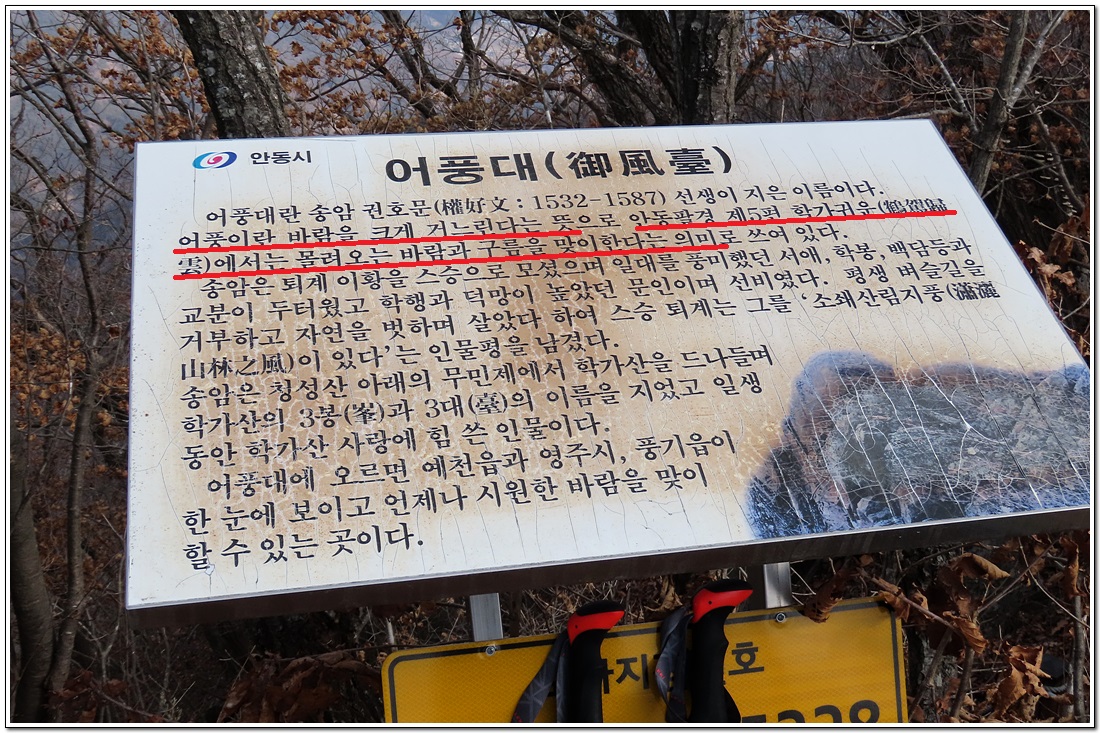 안동시
어풍대(御風臺)
어풍대란 송암 권호문(權好文 : 1532-1587) 선생이 지은 이름이다.
어풍이란 바람을 크게 거느린다는 뜻으로 안동팔경 제5편 학가귀운(鶴駕歸
雲)에서는 몰려오는 바람과 구름을 맞이한다는 의미로 쓰여 있다.
송암은 퇴계 이황을 스승으로 모셨으며 일대를 풍미했던 서애, 학봉, 백담등과
교분이 두터웠고 학행과 덕망이 높았던 문인이며 선비였다. 평생 벼슬길을
거부하고 자연을 벗하며 살았다 하여 스승 퇴계는 그를 ‘소쇄산림지풍(瀟灑
山林之風)이 있다’는 인물평을 남겼다.
송암은 청성산 아래의 무민제에서 학가산을 드나들며
학가산의 3봉(峯)과 3대(臺)의 이름을 지었고 일생
동안 학가산 사랑에 힘 쓴 인물이다.
어풍대에 오르면 예천읍과 영주시, 풍기읍이
한 눈에 보이고 언제나 시원한 바람을 맞이
할 수 있는 곳이다.